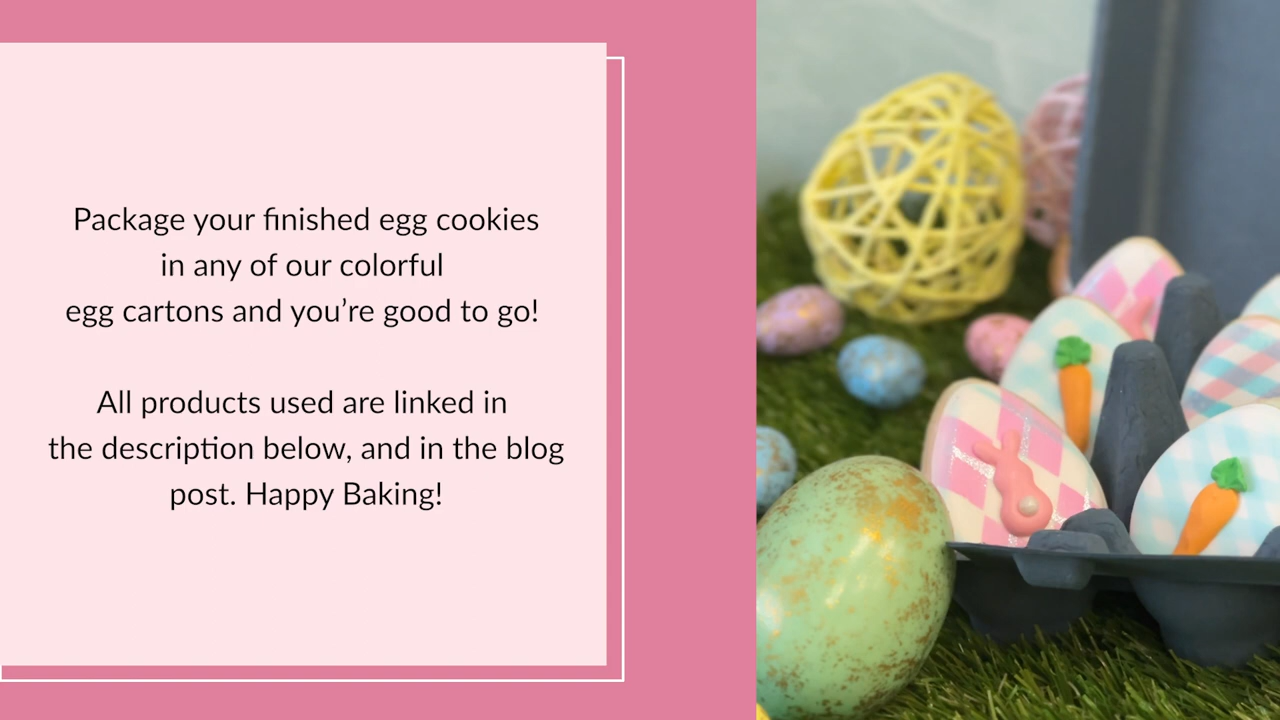 Package your finished egg cookies
in any of our colorful
egg cartons and you’re good to go!
All products used are linked in
the description below, and in the blog
post. Happy Baking!